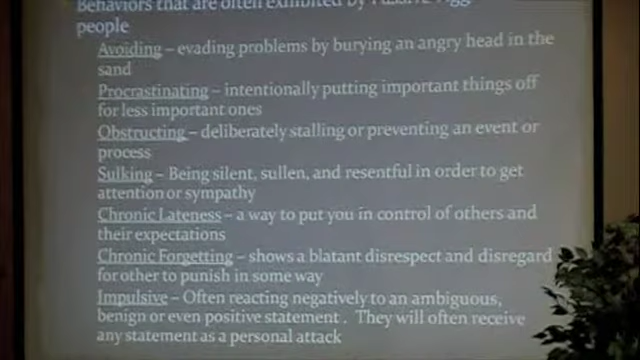 Behaviors that are often exhibited by
people
Avoiding – evading problems by burying an angry head in the
sand
Procrastinating – intentionally putting important things off
for less important ones
Obstructing – deliberately stalling or preventing an event or
process
Sulking – Being silent, sullen, and resentful in order to get
attention or sympathy
Chronic Lateness – a way to put you in control of others and
their expectations
Chronic Forgetting – shows a blatant disrespect and disregard
for other to punish in some way
Impulsive – Often reacting negatively to an ambiguous,
benign or even positive statement . They will often receive
any statement as a personal attack